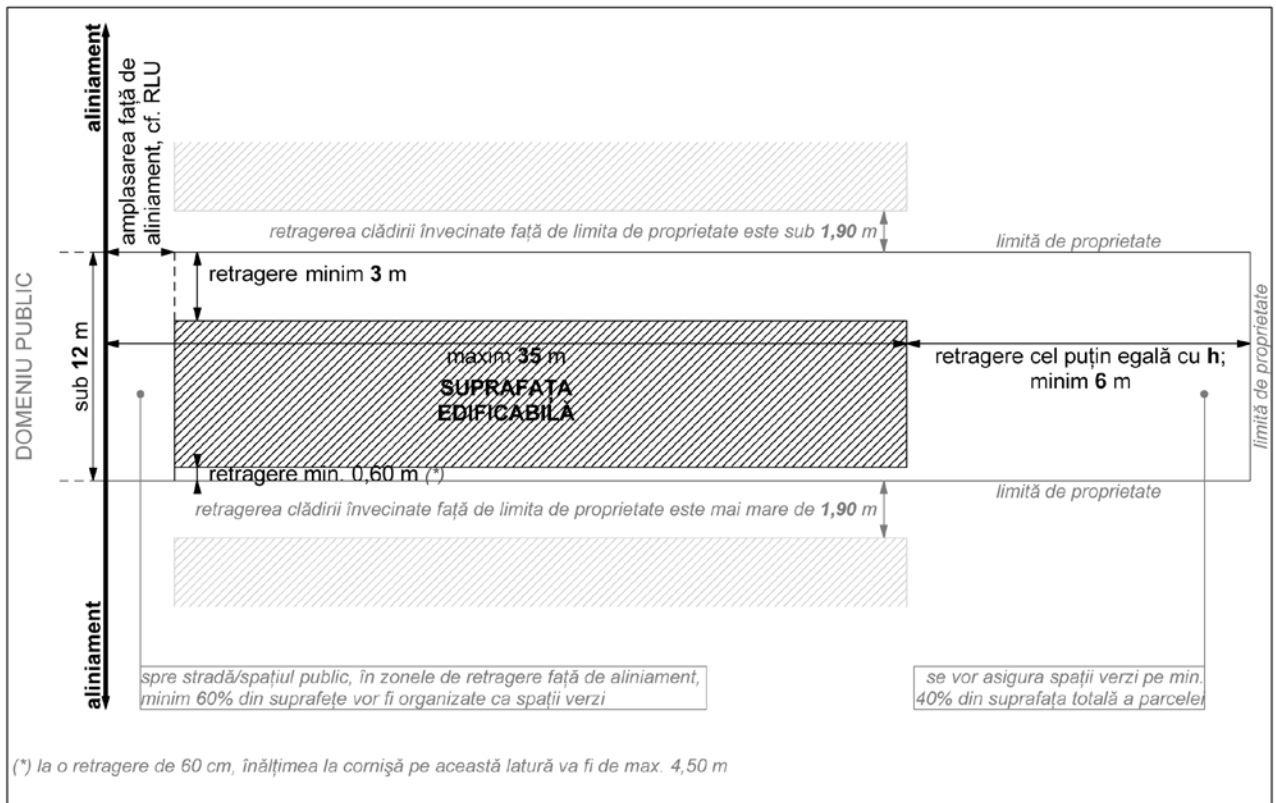 aliniament
amplasarea față de
aliniament, cf. RLU
retragerea clădirii învecinate față de limita de proprietate este sub 1,90 m
limită de proprietate
retragere minim 3 m
DOMENIU PUBLIC
sub 12 m
maxim 35 m
SUPRAFAȚA
EDIFICABILĂ
retragere cel puțin egală cu h;
minim 6 m
limită de proprietate
retragere min. 0,60 m (*)
limită de proprietate
retragerea clădirii învecinate față de limita de proprietate este mai mare de 1,90 m
aliniament
spre stradă/spațiul public, în zonele de retragere față de aliniament,
minim 60% din suprafețe vor fi organizate ca spații verzi
se vor asigura spații verzi pe min.
40% din suprafața totală a parcelei
(*) la o retragere de 60 cm, înălțimea la cornișă pe această latură va fi de max. 4,50 m